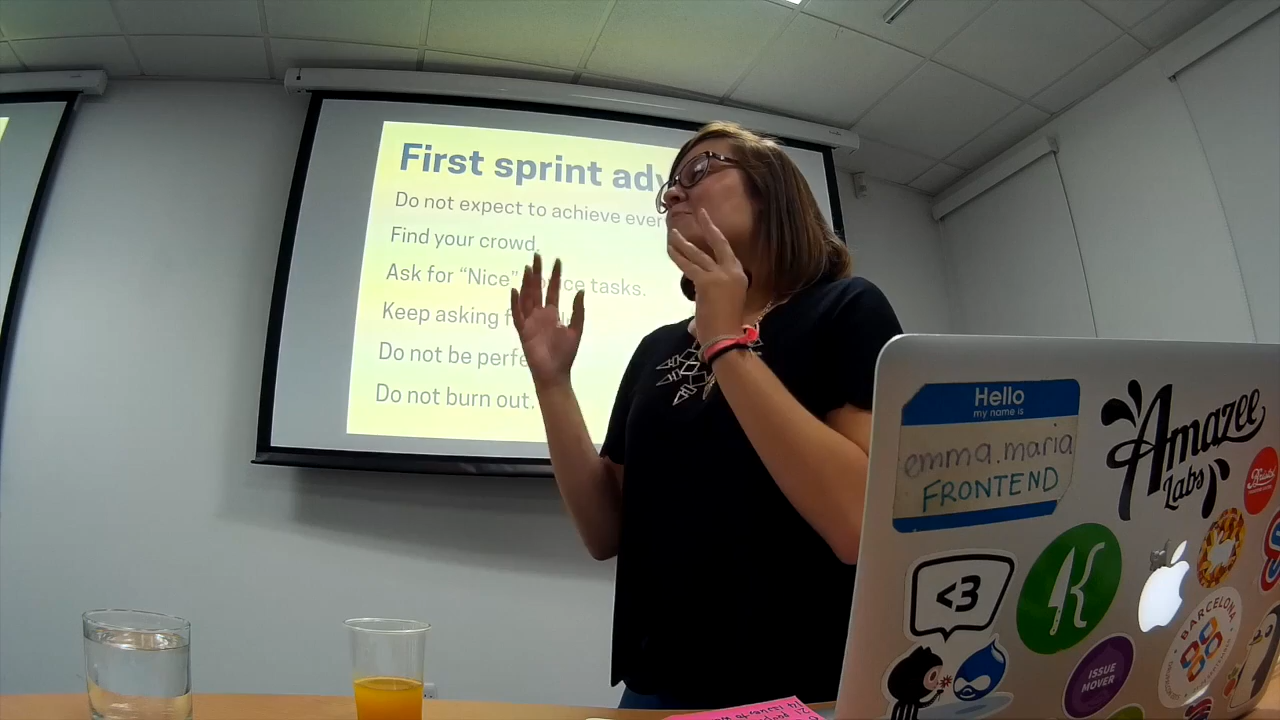 First sprint adv
Do not expect to achieve ever
Find your crowd.
Ask for “Nice” tasks.
Keep asking
Do not be perfe
Do not burn out.
Hello
my name is
emma.maria
FRONTEND
Amazee
Labs
Bristol
<3
K
BARCELONA
ISSUE
MOVER